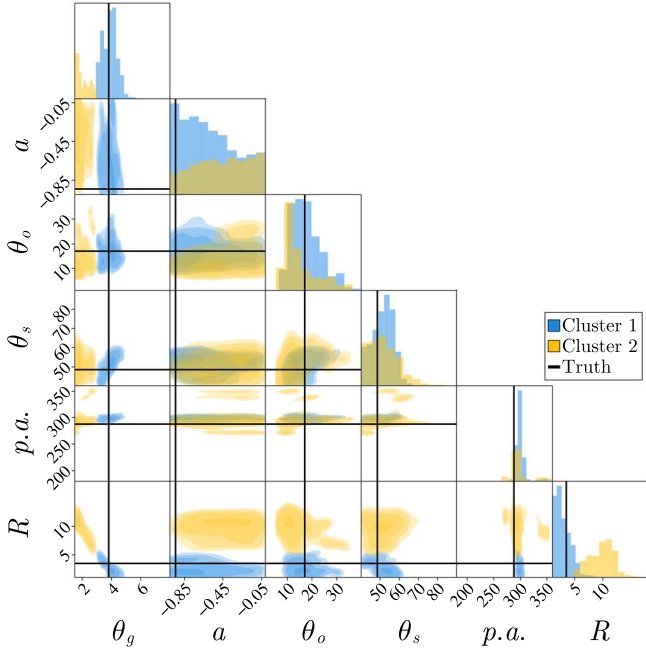 −0.05
−0.45
−0.85
a
30
20
10
θo
80
70
60
50
θs
350
300
250
200
p.a.
10
5
R
Cluster 1
Cluster 2
Truth
2 4 6 −0.85 −0.45 −0.05 10 20 30 50 60 70 80 200 250 300 350 5 10
θg a θo θs p.a. R